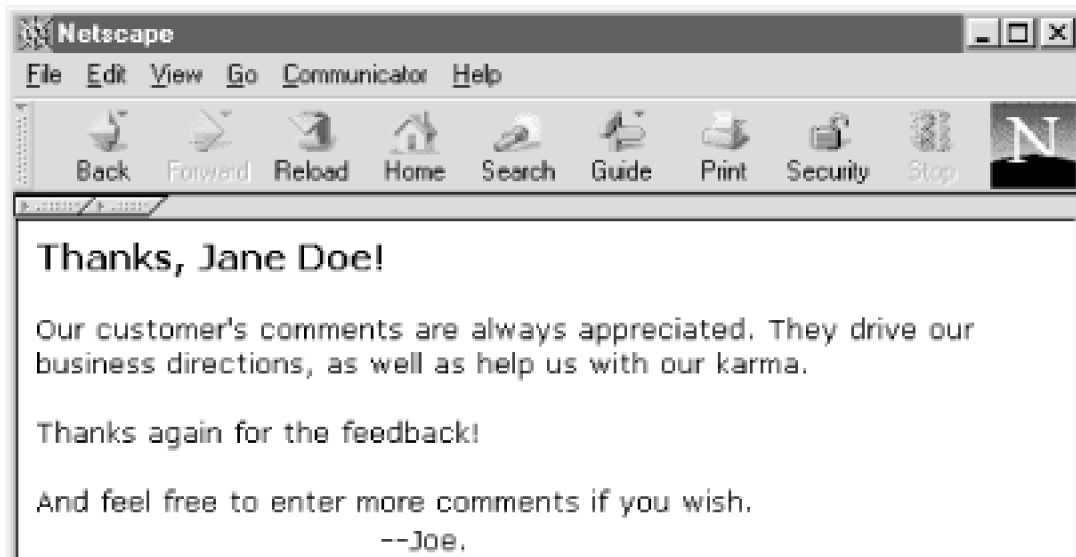 Netscape
File Edit View Go Communicator Help
Back Forward Reload Home Search Guide Print Security Stop
N
Thanks, Jane Doe!
Our customer's comments are always appreciated. They drive our
business directions, as well as help us with our karma.
Thanks again for the feedback!
And feel free to enter more comments if you wish.
--Joe.